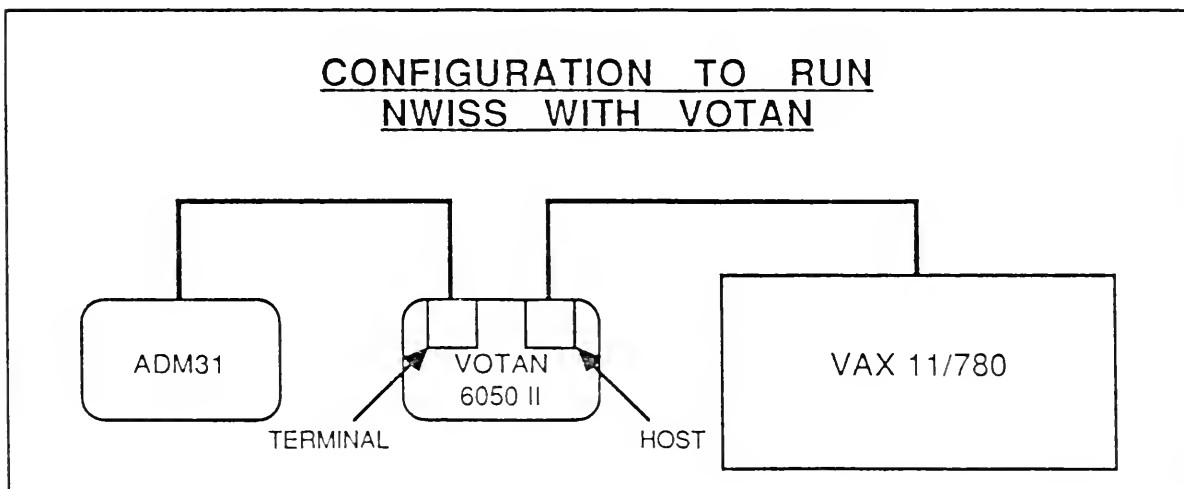 CONFIGURATION TO RUN
NWISS WITH VOTAN
ADM31
VOTAN
6050 II
VAX 11/780
TERMINAL
HOST